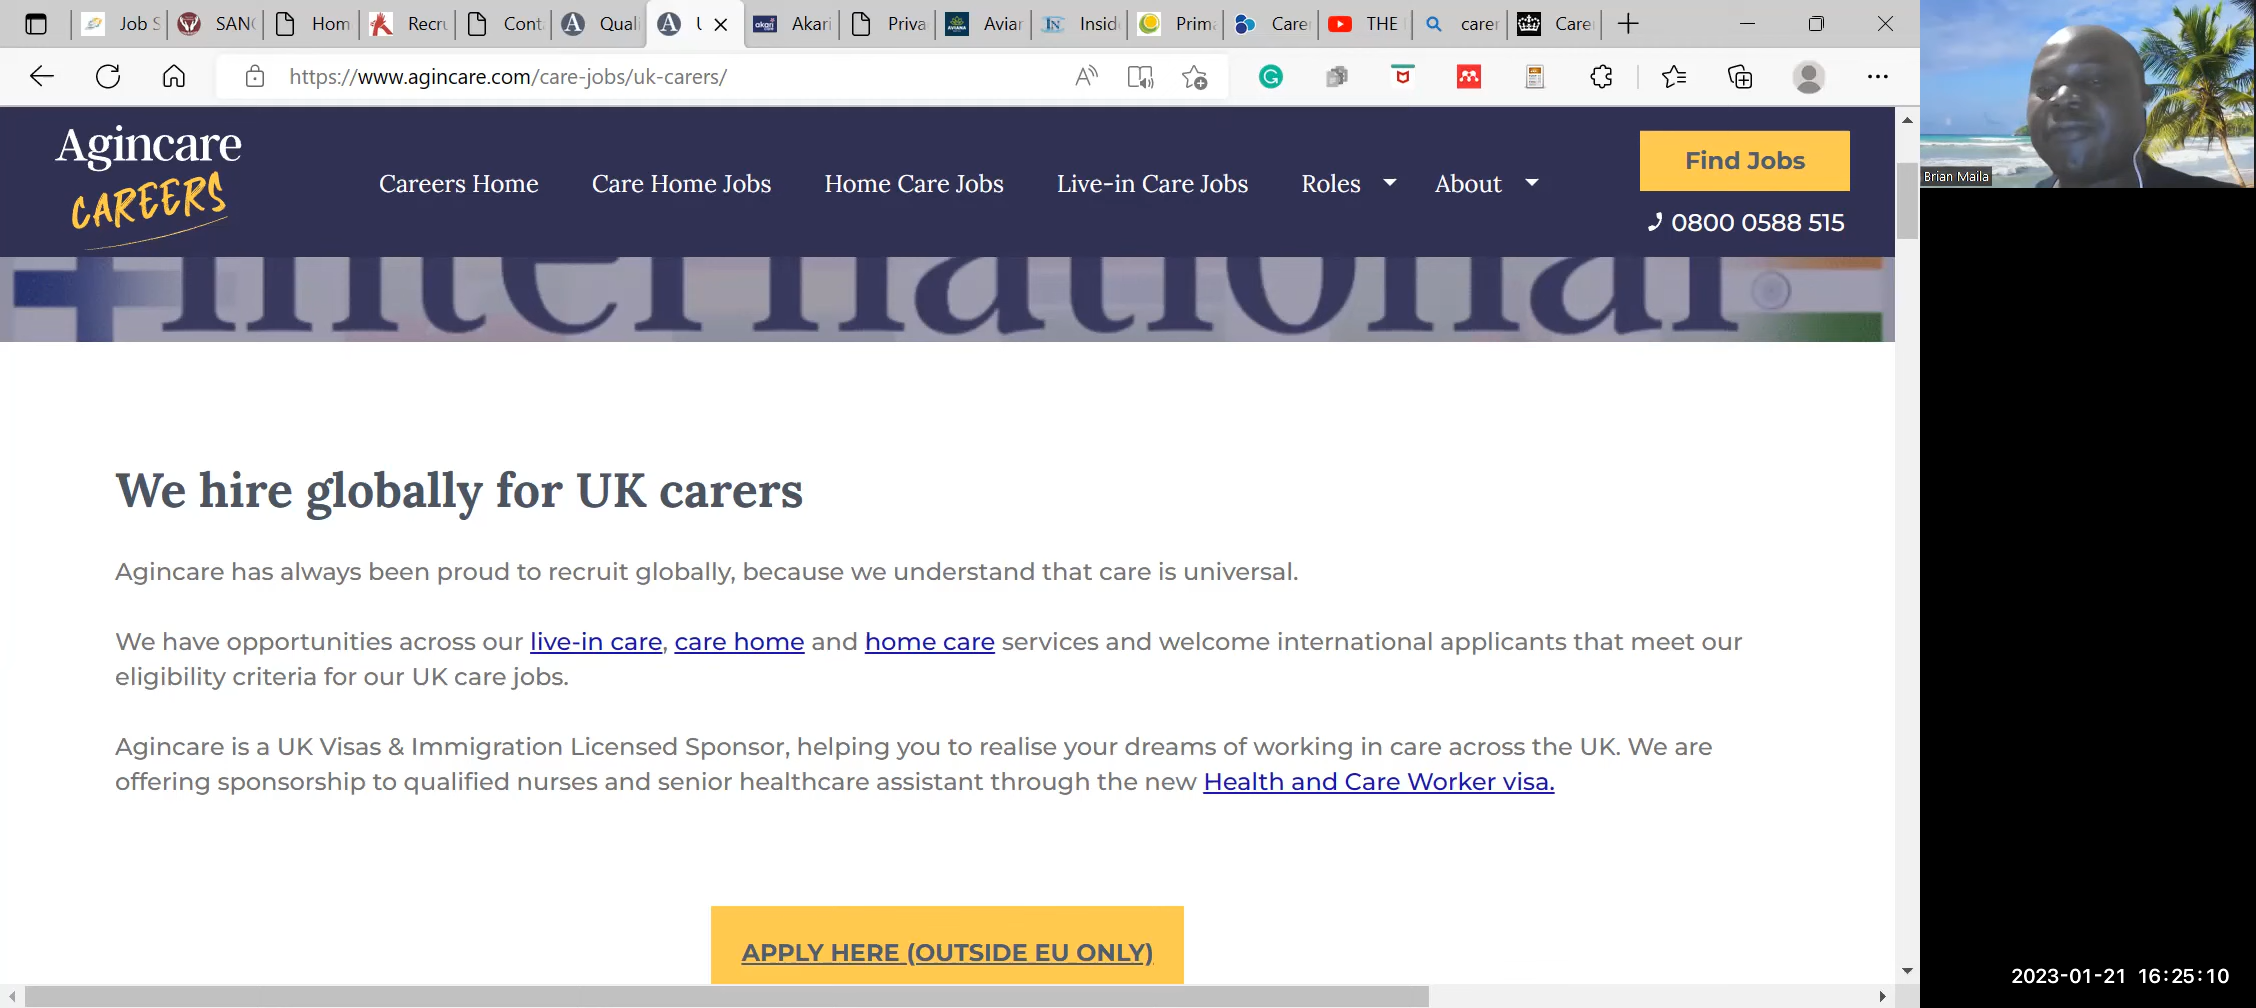 Job S
SANC
Hom
Recru
Cont
Quali
U
Akari
Priva
Avian
Insid
Prima
Care
THE
carer
Care
https://www.agincare.com/care-jobs/uk-carers/
Agincare
CAREERS
Careers Home
Care Home Jobs
Home Care Jobs
Live-in Care Jobs
Roles
About
Find Jobs
0800 0588 515
International
We hire globally for UK carers
Agincare has always been proud to recruit globally, because we understand that care is universal.
We have opportunities across our live-in care, care home and home care services and welcome international applicants that meet our
eligibility criteria for our UK care jobs.
Agincare is a UK Visas & Immigration Licensed Sponsor, helping you to realise your dreams of working in care across the UK. We are
offering sponsorship to qualified nurses and senior healthcare assistant through the new Health and Care Worker visa.
APPLY HERE (OUTSIDE EU ONLY)
Brian Maila
2023-01-21 16:25:10